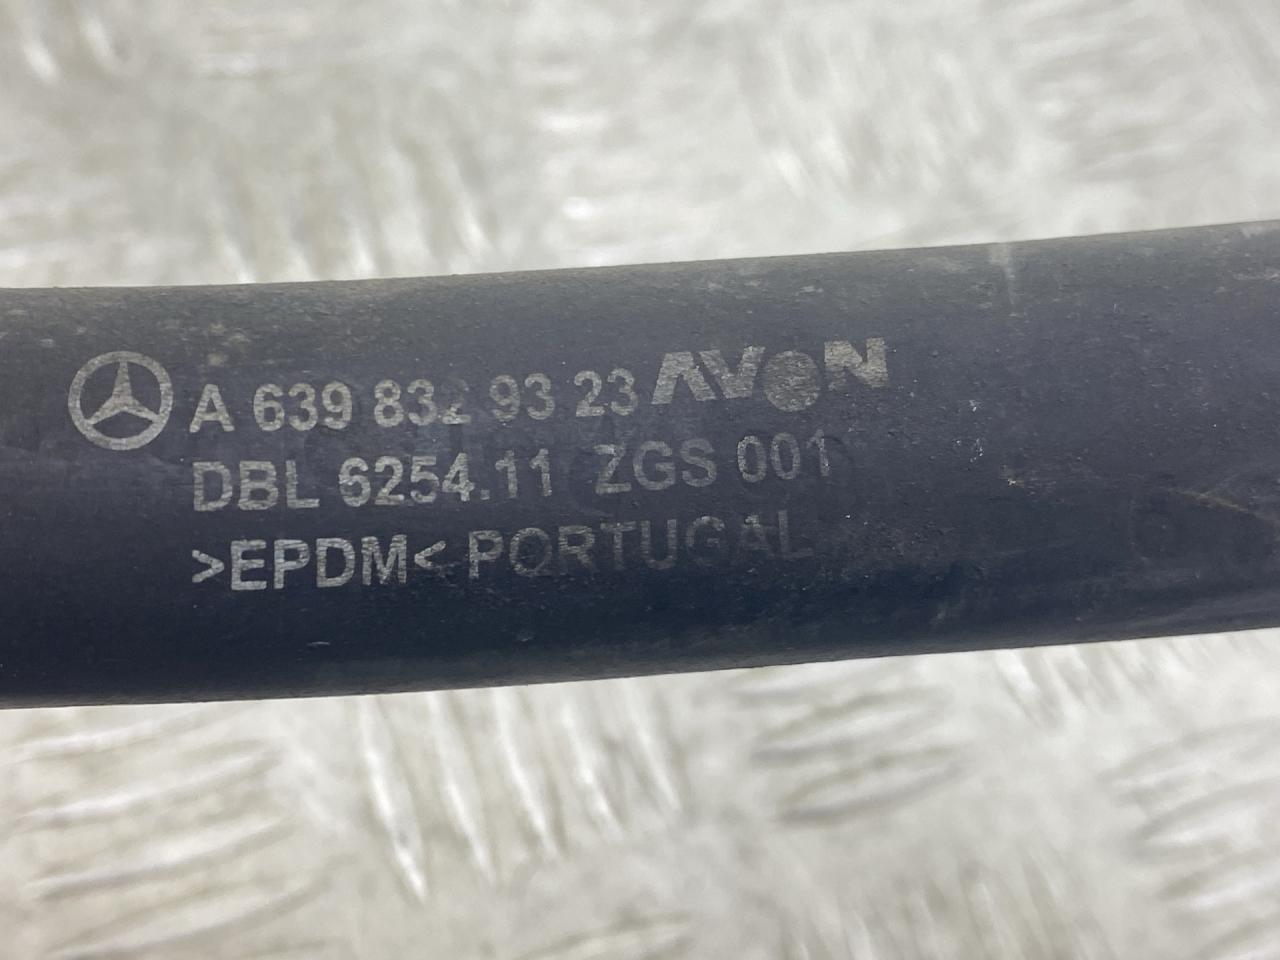 A 639 832 93 23 AVON
DBL 6254.11 ZGS 001
>EPDM< PORTUGAL